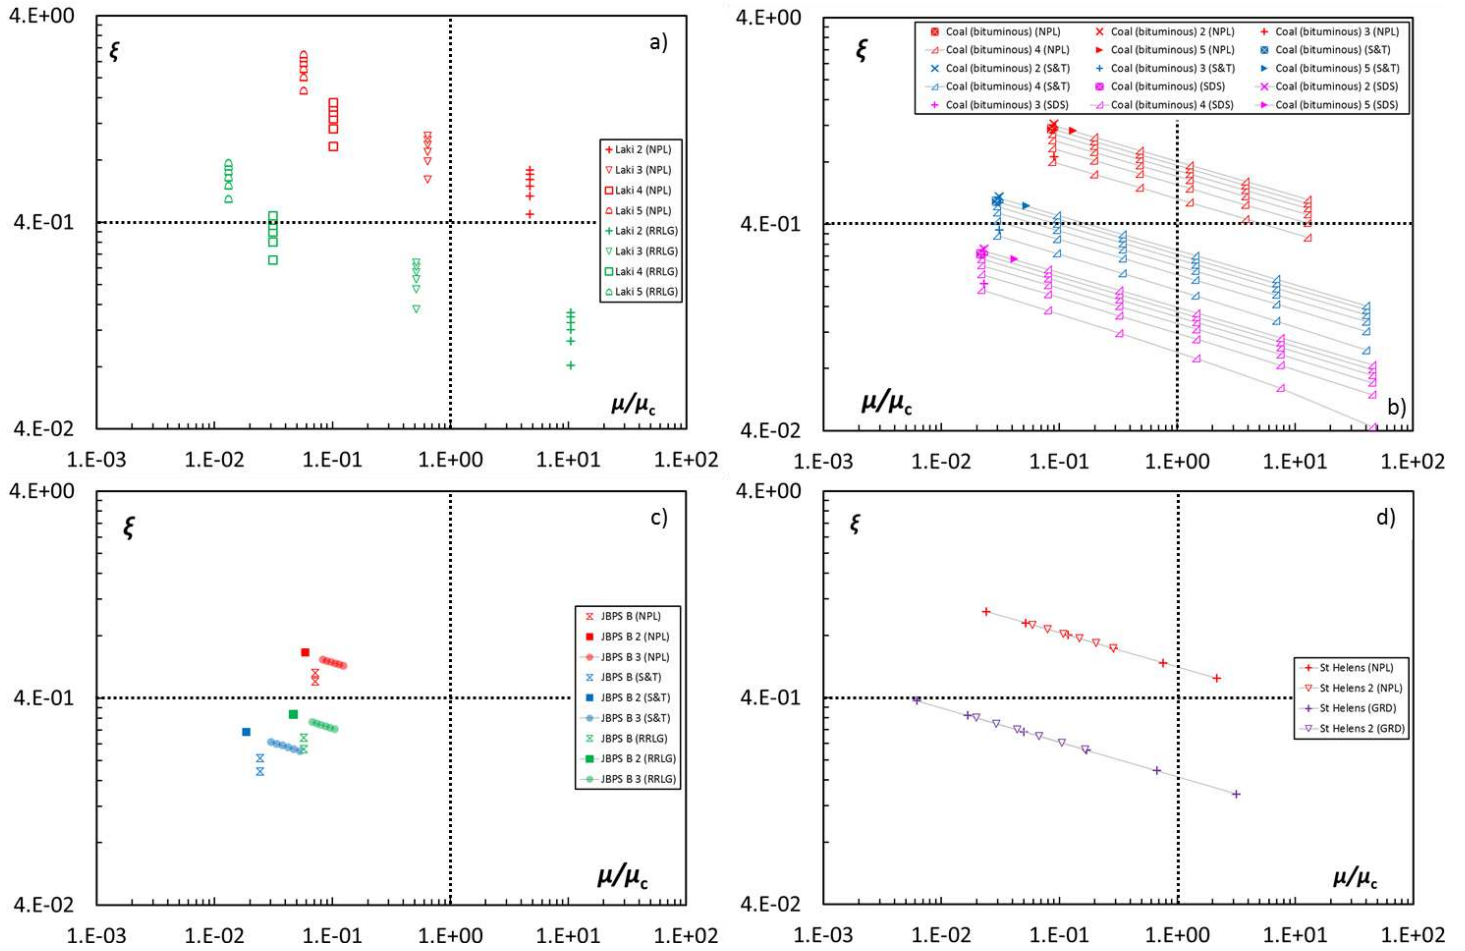 4.E+00
ξ
a)
4.E-01
Laki 2 (NPL)
Laki 3 (NPL)
Laki 4 (NPL)
Laki 5 (NPL)
Laki 2 (RRLG)
Laki 3 (RRLG)
Laki 4 (RRLG)
Laki 5 (RRLG)
μ/μc
4.E-02
1.E-03 1.E-02 1.E-01 1.E+00 1.E+01 1.E+02
4.E+00
ξ
Coal (bituminous) (NPL) Coal (bituminous) 2 (NPL) Coal (bituminous) 3 (NPL)
Coal (bituminous) 4 (NPL) Coal (bituminous) 5 (NPL) Coal (bituminous) (S&T)
Coal (bituminous) 2 (S&T) Coal (bituminous) 3 (S&T) Coal (bituminous) 5 (S&T)
Coal (bituminous) 4 (S&T) Coal (bituminous) (SDS) Coal (bituminous) 2 (SDS)
Coal (bituminous) 3 (SDS) Coal (bituminous) 4 (SDS) Coal (bituminous) 5 (SDS)
4.E-01
μ/μc
b)
4.E-02
1.E-03 1.E-02 1.E-01 1.E+00 1.E+01 1.E+02
4.E+00
ξ
c)
4.E-01
JBPS B (NPL)
JBPS B 2 (NPL)
JBPS B 3 (NPL)
JBPS B (S&T)
JBPS B 2 (S&T)
JBPS B 3 (S&T)
JBPS B (RRLG)
JBPS B 2 (RRLG)
JBPS B 3 (RRLG)
μ/μc
4.E-02
1.E-03 1.E-02 1.E-01 1.E+00 1.E+01 1.E+02
4.E+00
ξ
d)
4.E-01
St Helens (NPL)
St Helens 2 (NPL)
St Helens (GRD)
St Helens 2 (GRD)
μ/μc
4.E-02
1.E-03 1.E-02 1.E-01 1.E+00 1.E+01 1.E+02